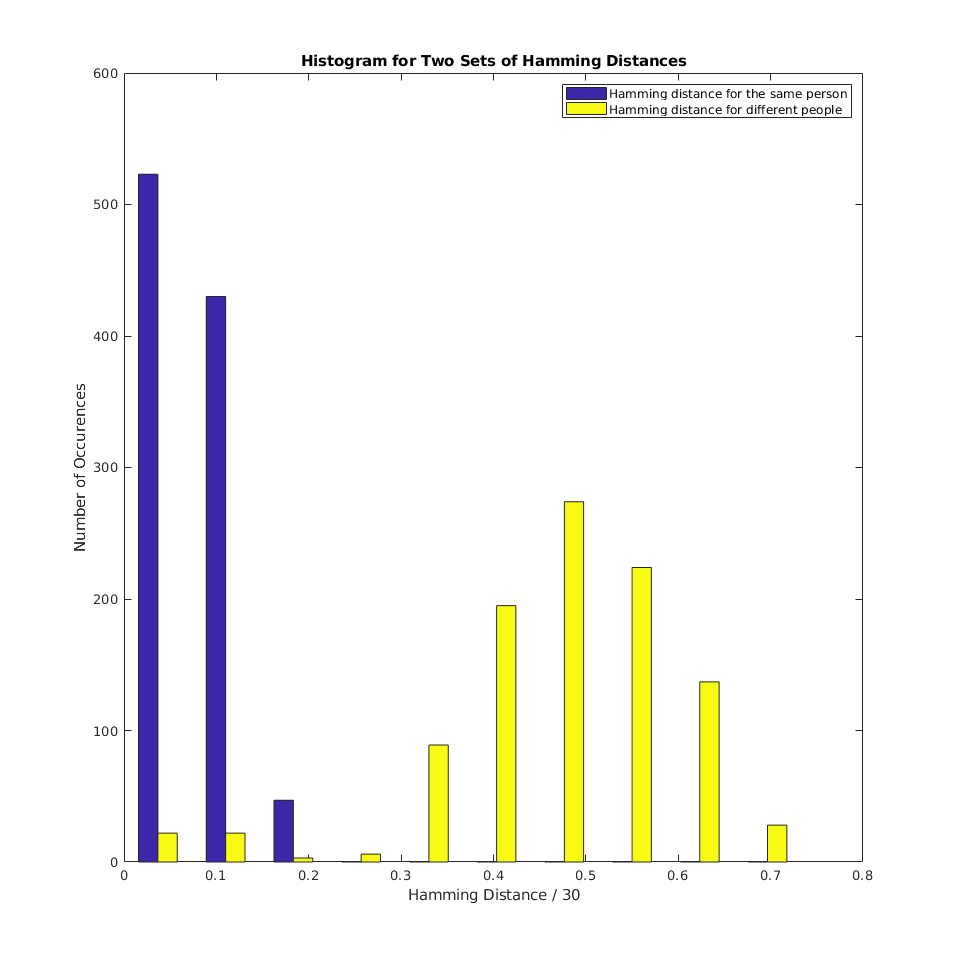 Histogram for Two Sets of Hamming Distances
Hamming distance for the same person
Hamming distance for different people
600
500
400
300
200
100
0
Number of Occurences
0 0.1 0.2 0.3 0.4 0.5 0.6 0.7 0.8
Hamming Distance / 30